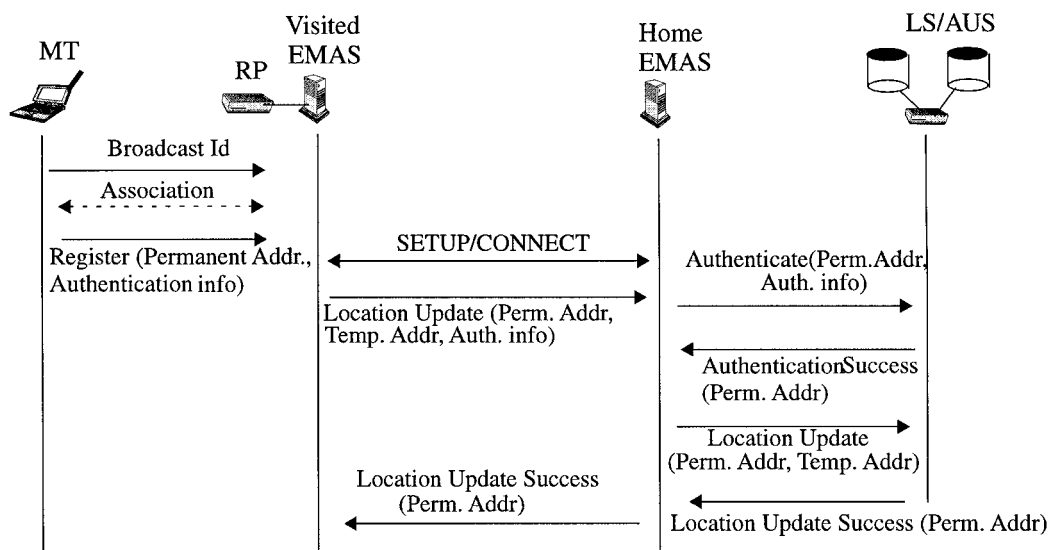 MT
RP
Visited
EMAS
Home
EMAS
LS/AUS
Broadcast Id
Association
Register (Permanent Addr.,
Authentication info)
SETUP/CONNECT
Location Update (Perm. Addr,
Temp. Addr, Auth. info)
Authenticate(Perm.Addr,
Auth. info)
AuthenticationSuccess
(Perm. Addr)
Location Update
(Perm. Addr, Temp. Addr)
Location Update Success
(Perm. Addr)
Location Update Success (Perm. Addr)